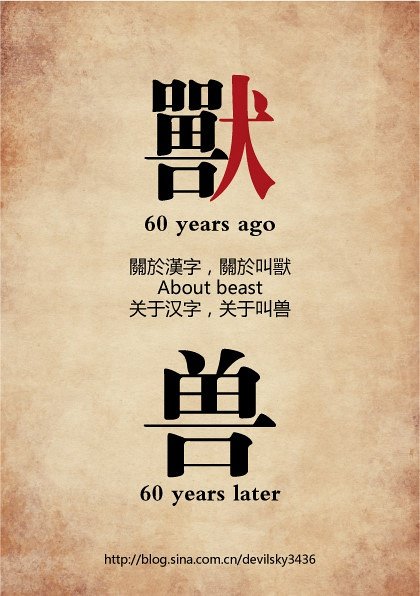 獸
60 years ago
關於漢字，關於叫獸
About beast
关于汉字，关于叫兽
兽
60 years later
http://blog.sina.com.cn/devilsky3436